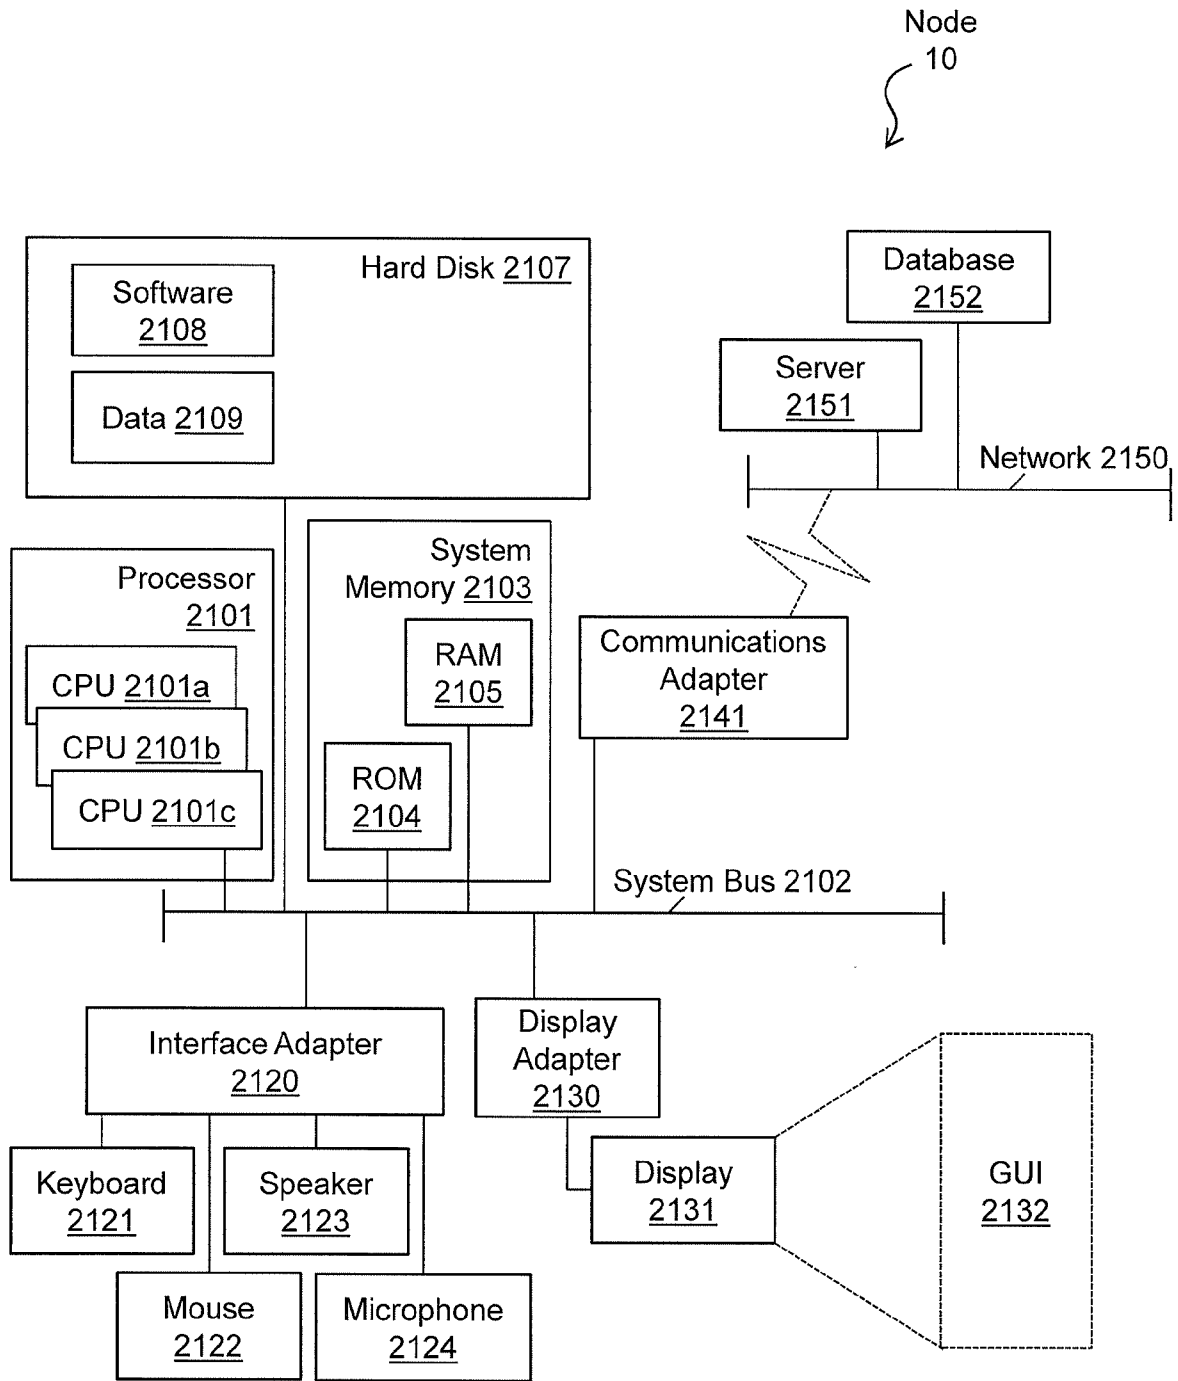 Node
10
Hard Disk 2107
Software
2108
Data 2109
Database
2152
Server
2151
Network 2150
Processor
2101
CPU 2101a
CPU 2101b
CPU 2101c
System
Memory 2103
RAM
2105
ROM
2104
Communications
Adapter
2141
System Bus 2102
Interface Adapter
2120
Display
Adapter
2130
Keyboard
2121
Speaker
2123
Mouse
2122
Microphone
2124
Display
2131
GUI
2132